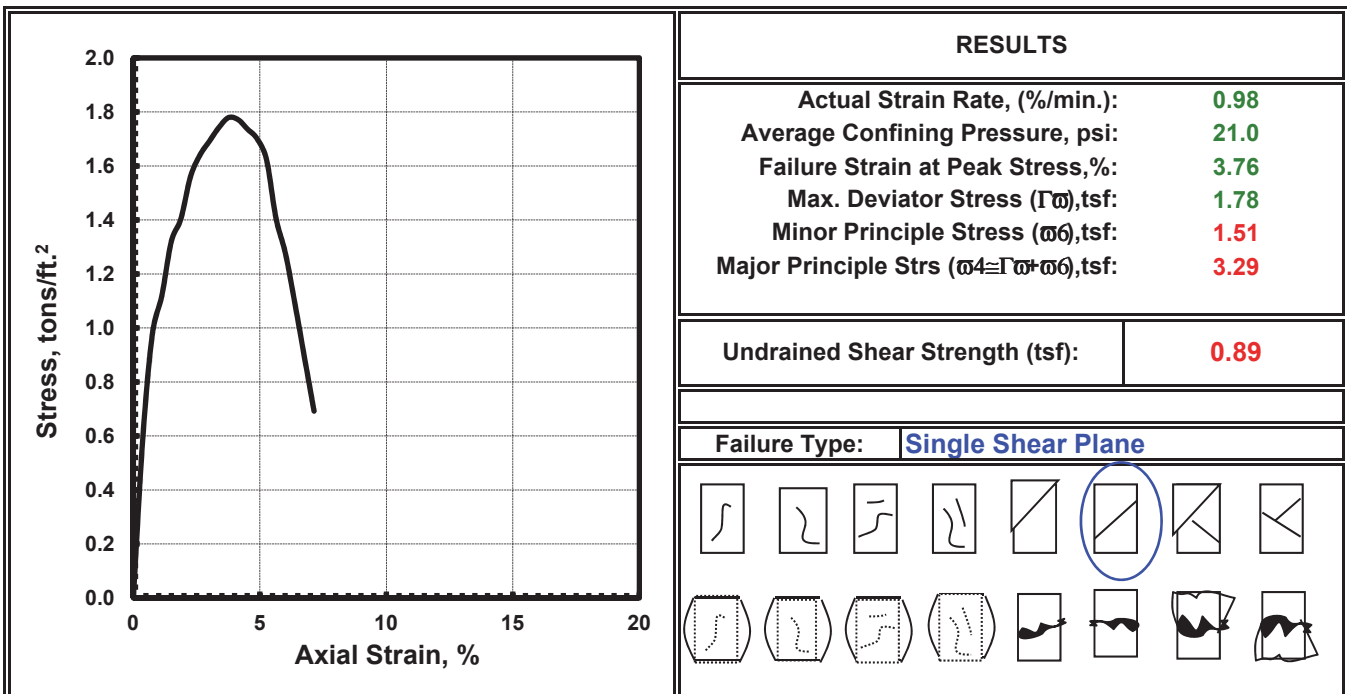 2.0
1.8
1.6
1.4
1.2
1.0
0.8
0.6
0.4
0.2
0.0
Stress, tons/ft.²
0 5 10 15 20
Axial Strain, %
RESULTS
Actual Strain Rate, (%/min.): 0.98
Average Confining Pressure, psi: 21.0
Failure Strain at Peak Stress,%: 3.76
Max. Deviator Stress (Γϖ),tsf: 1.78
Minor Principle Stress (ϖ6),tsf: 1.51
Major Principle Strs (ϖ4≅Γϖ+ϖ6),tsf: 3.29
Undrained Shear Strength (tsf): 0.89
Failure Type: Single Shear Plane